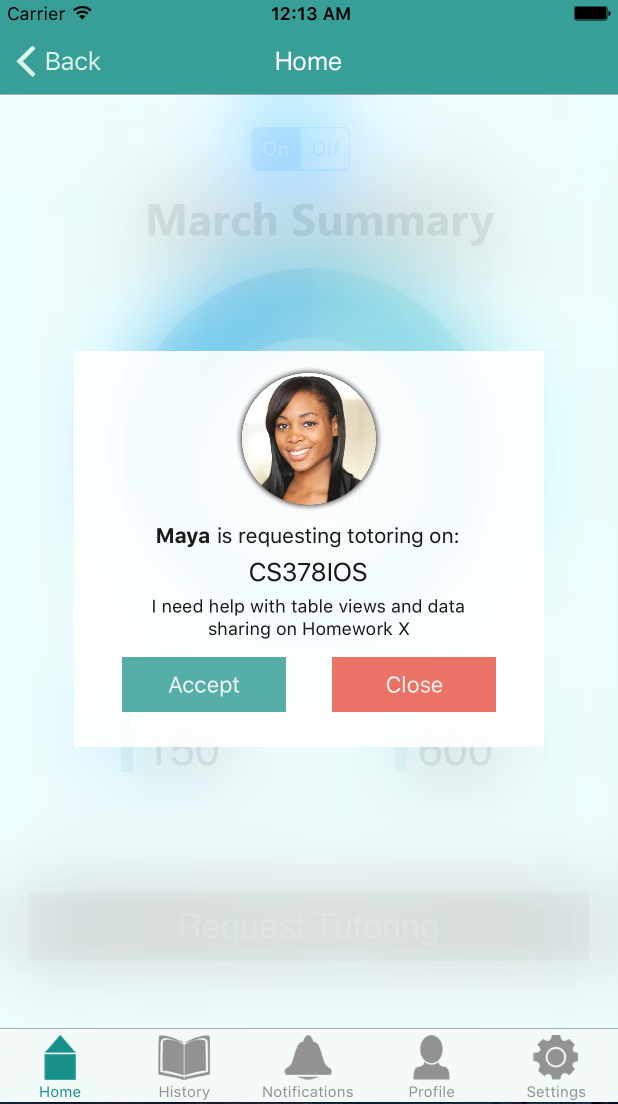 Carrier 12:13 AM
Back Home
On Off
March Summary
Maya is requesting totoring on:
CS378IOS
I need help with table views and data
sharing on Homework X
Accept Close
150 600
Request Tutoring
Home History Notifications Profile Settings